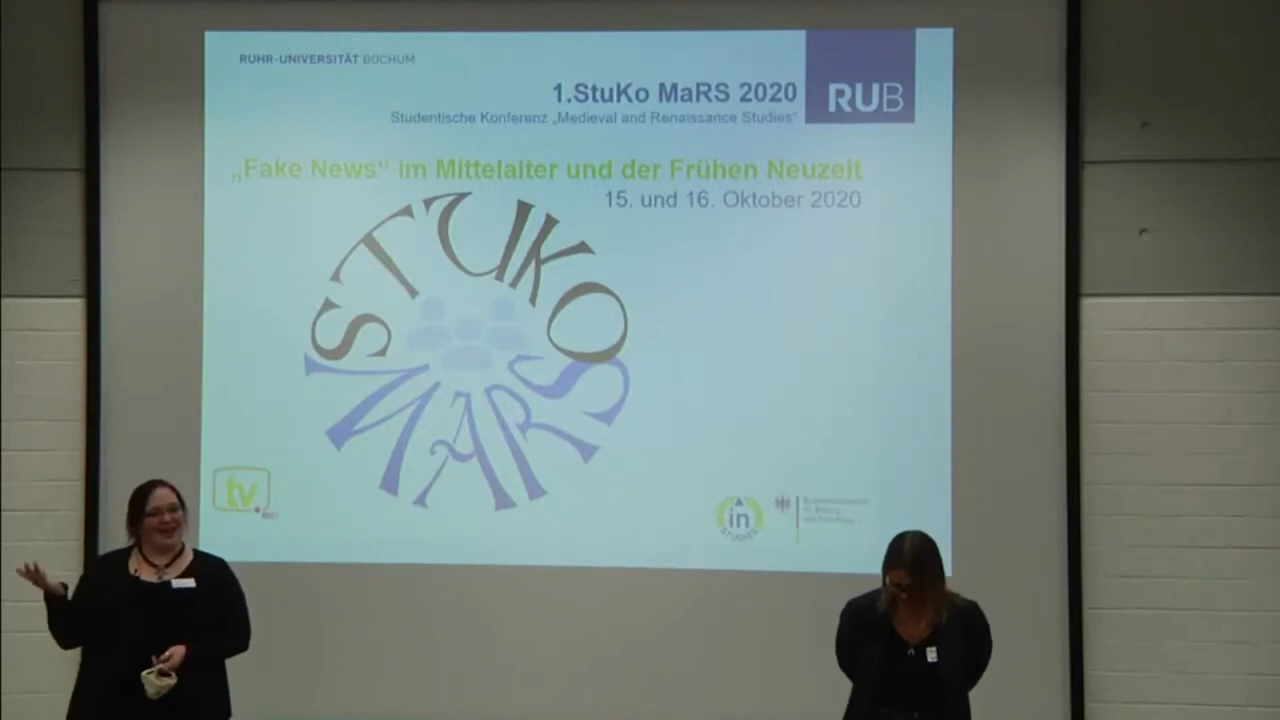 RUHR-UNIVERSITÄT BOCHUM
1.StuKo MaRS 2020
RUB
Studentische Konferenz „Medieval and Renaissance Studies“
„Fake News“ im Mittelalter und der Frühen Neuzeit
15. und 16. Oktober 2020
STUKO
MARS
tv.
in
STUDIES